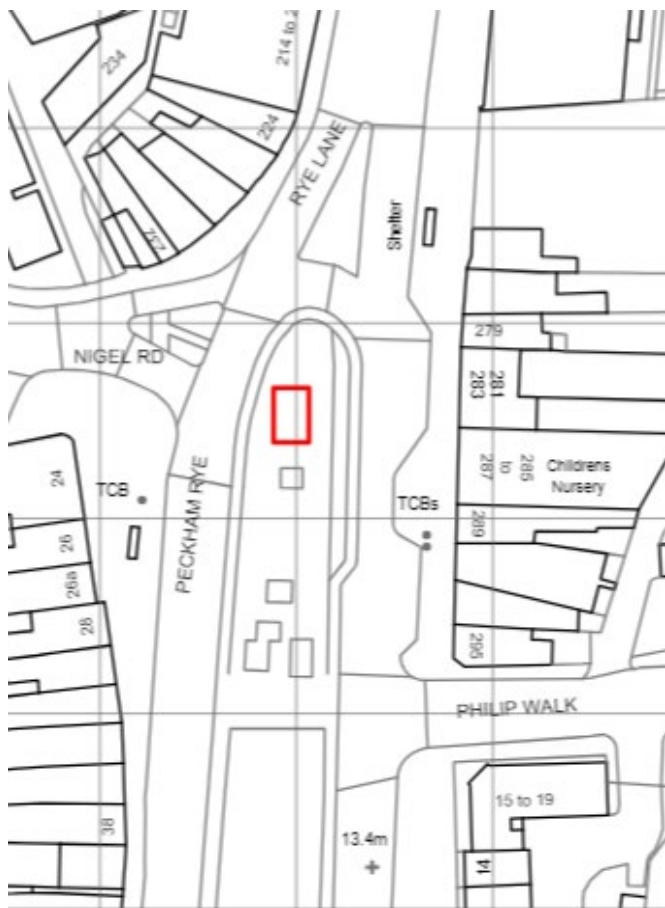 234
214 to 2
224
RYE LANE
Shelter
NIGEL RD
279
281
283
285
to
287
Childrens
Nursery
24
TCB
PECKHAM RYE
TCBs
289
26
26a
28
295
PHILIP WALK
15 to 19
38
13.4m
14